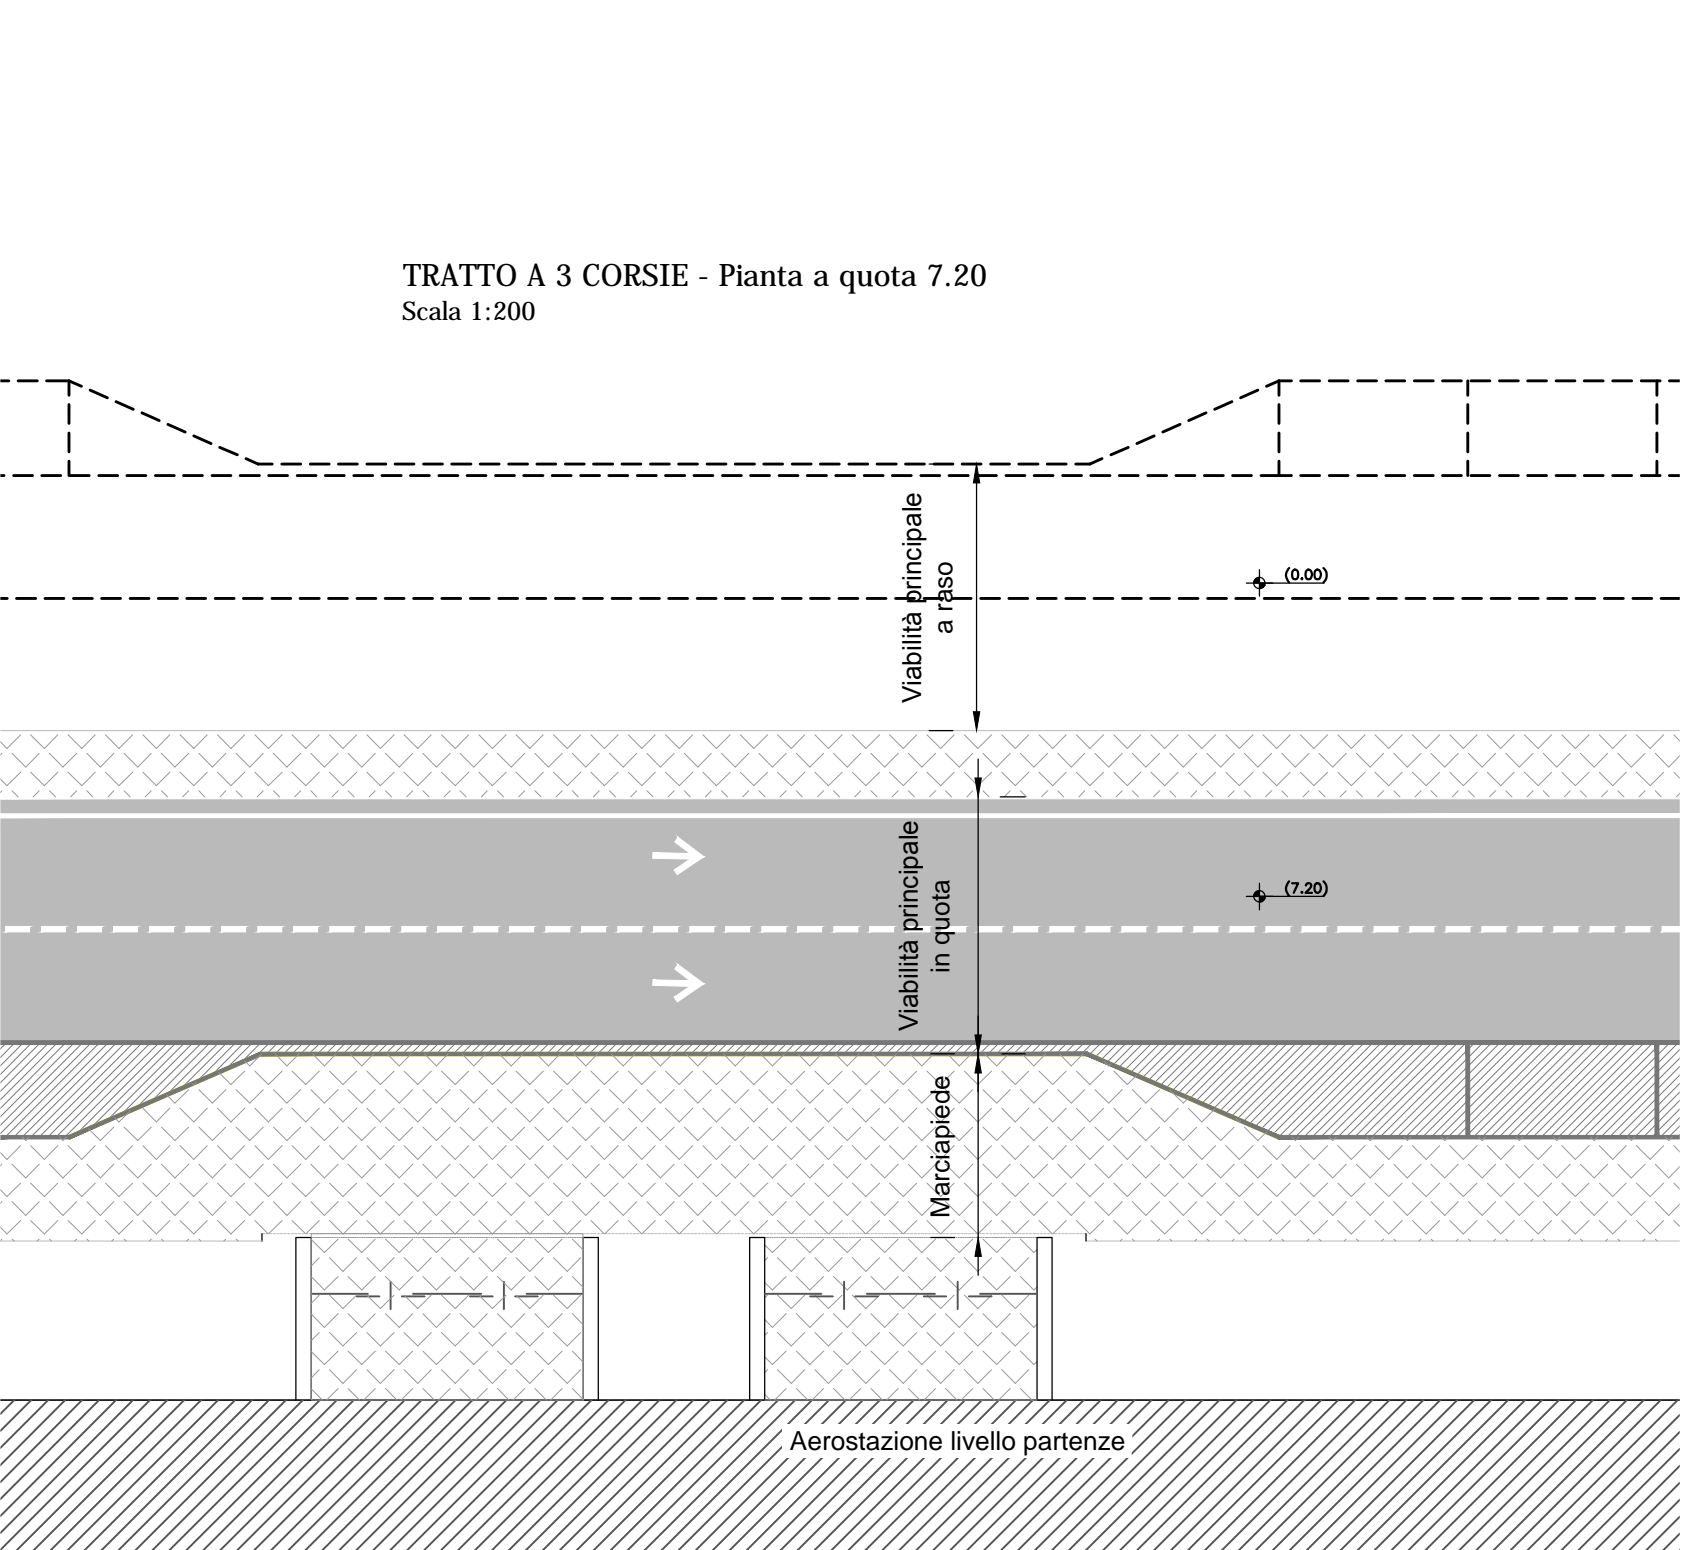 TRATTO A 3 CORSIE - Pianta a quota 7.20
Scala 1:200
Viabilità principale
a raso
(0.00)
Viabilità principale
in quota
(7.20)
Marciapiede
Aerostazione livello partenze